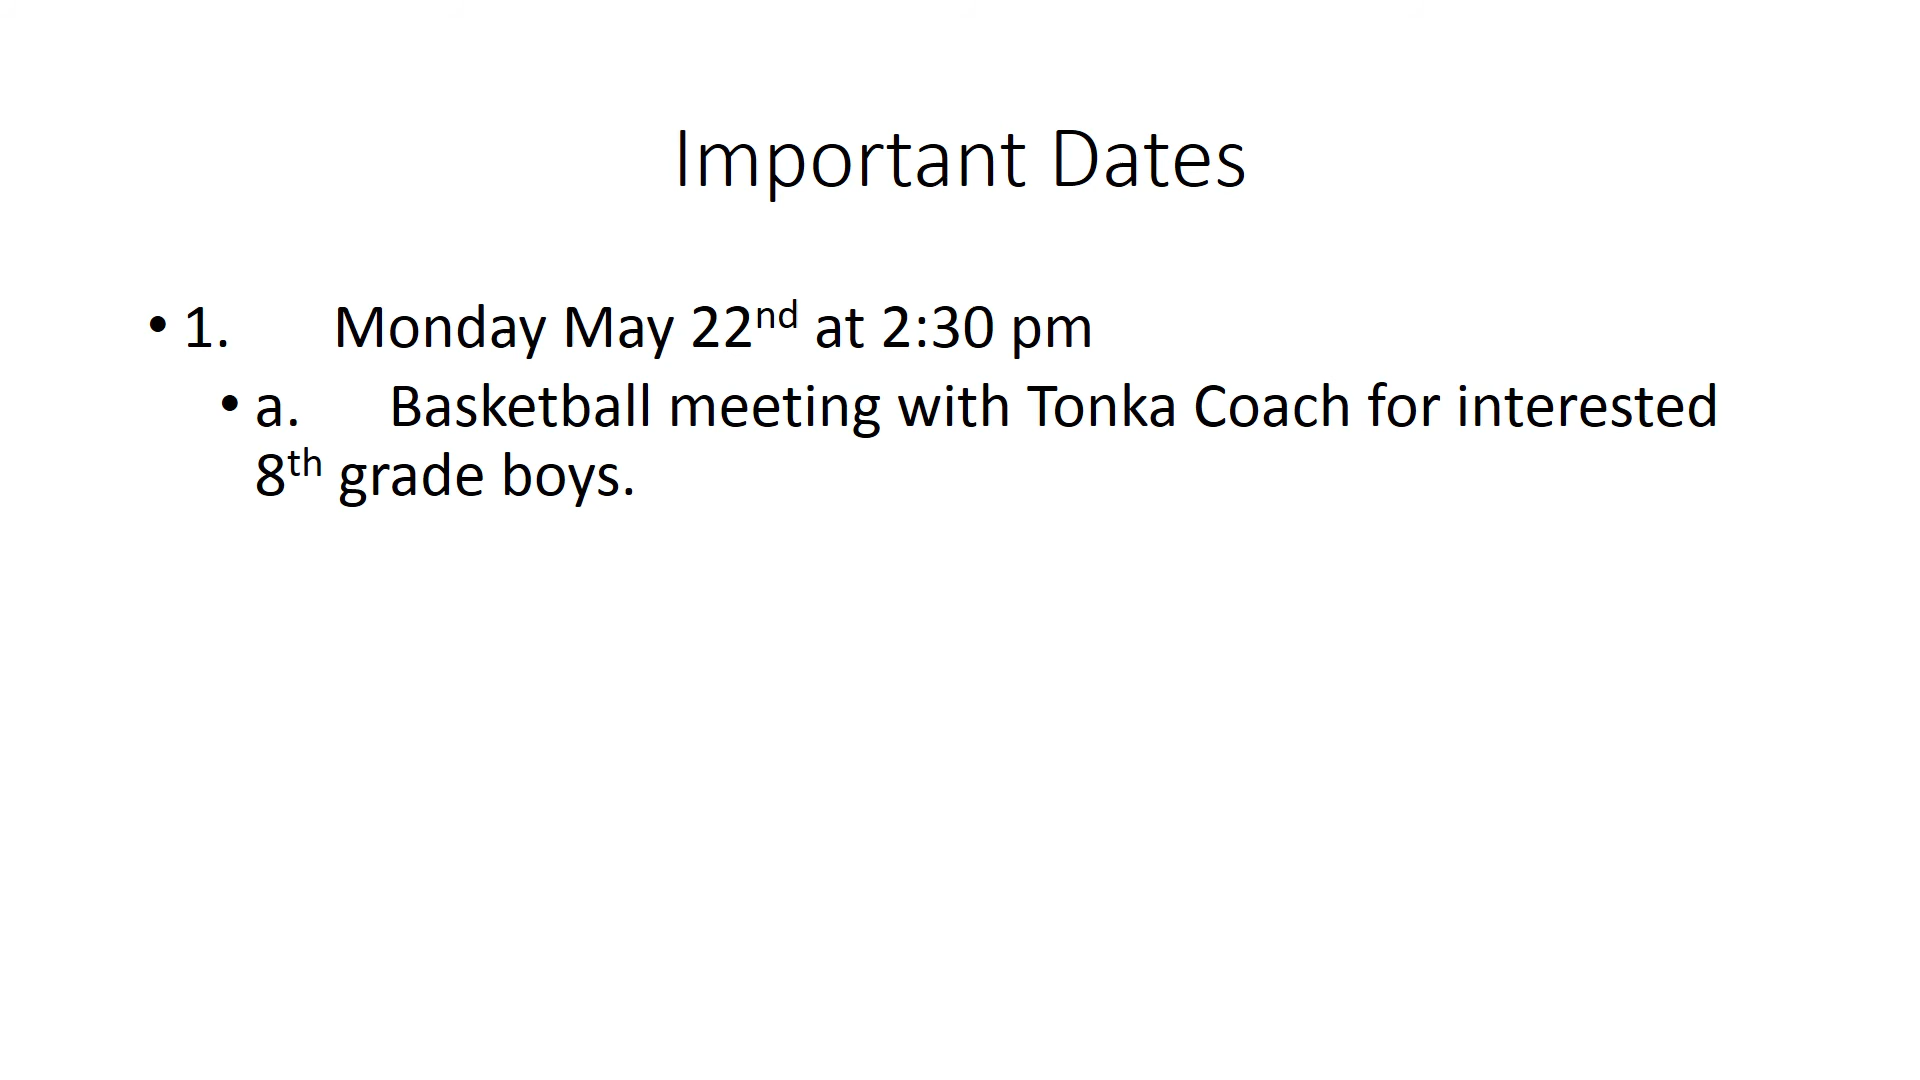 Important Dates
• 1. Monday May 22nd at 2:30 pm
• a. Basketball meeting with Tonka Coach for interested
8th grade boys.